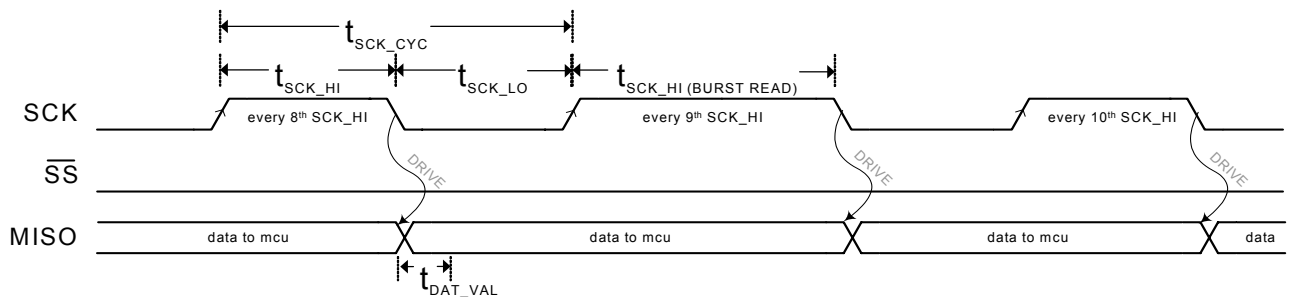 tSCK_CYC
tSCK_HI
tSCK_LO
tSCK_HI (BURST READ)
SCK
every 8th SCK_HI
every 9th SCK_HI
every 10th SCK_HI
SS
DRIVE
DRIVE
DRIVE
MISO
data to mcu
data to mcu
data to mcu
data
tDAT_VAL